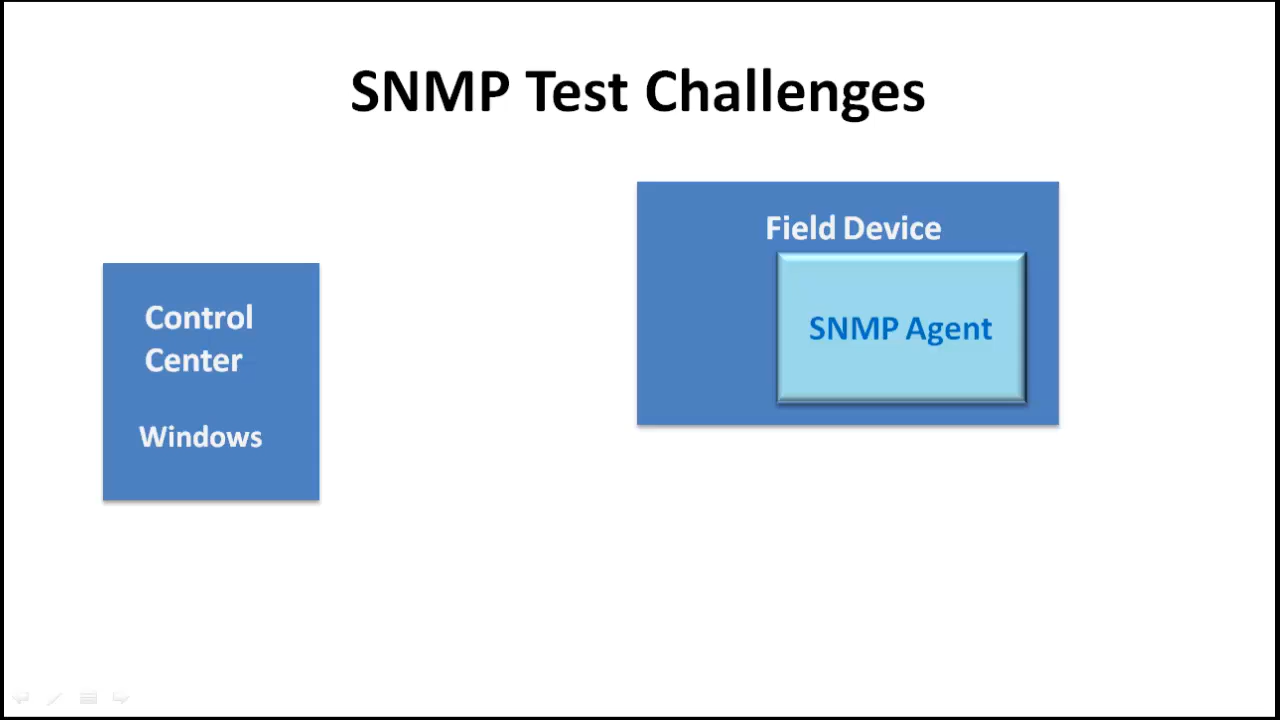 SNMP Test Challenges
Field Device
SNMP Agent
Control
Center
Windows